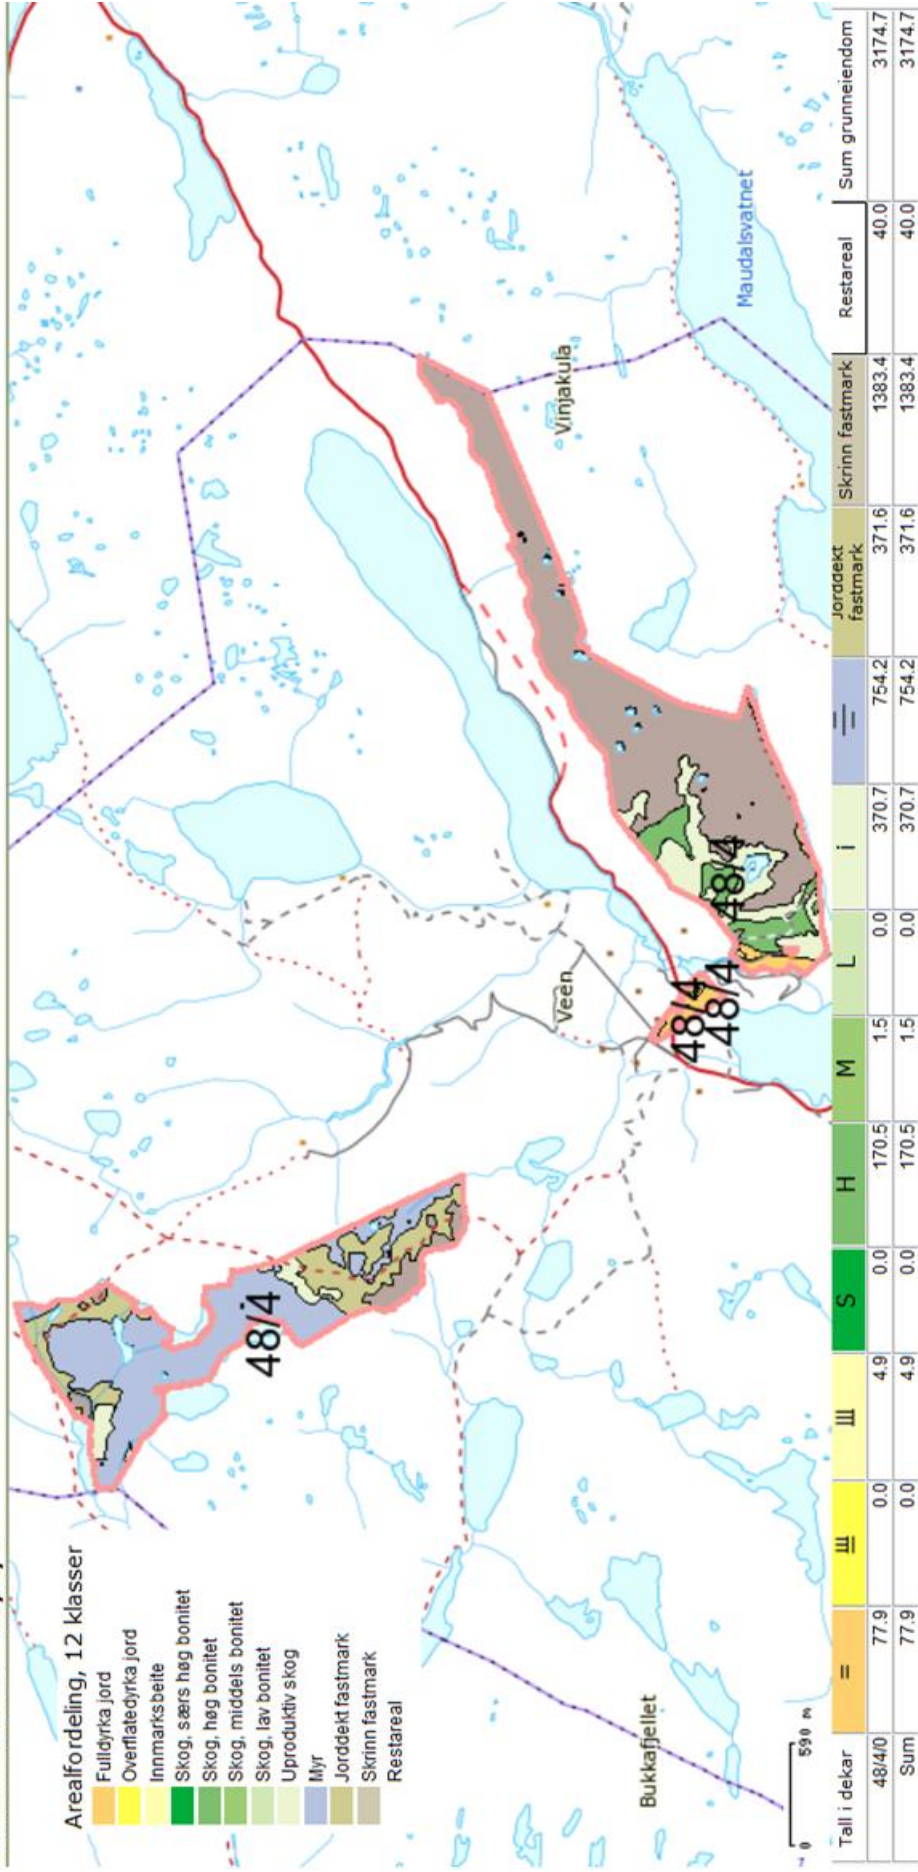 Arealfordeling, 12 klasser
Fulldyrka jord
Overflatedyrka jord
Innmarksbeite
Skog, særs høg bonitet
Skog, høg bonitet
Skog, middels bonitet
Skog, lav bonitet
Uproduktiv skog
Myr
Jorddekt fastmark
Skrinn fastmark
Restareal
48/4
48/4
48/4
48/4
Veen
Vinjakula
Maudalsvatnet
Bukkafjellet
0 590 m
Tall i dekar = S H M L i Jorddekt fastmark Skrinn fastmark Restareal Sum grunneiendom
48/4/0 77.9 0.0 4.9 0.0 170.5 1.5 0.0 370.7 754.2 371.6 1383.4 40.0 3174.7
Sum 77.9 0.0 4.9 0.0 170.5 1.5 0.0 370.7 754.2 371.6 1383.4 40.0 3174.7